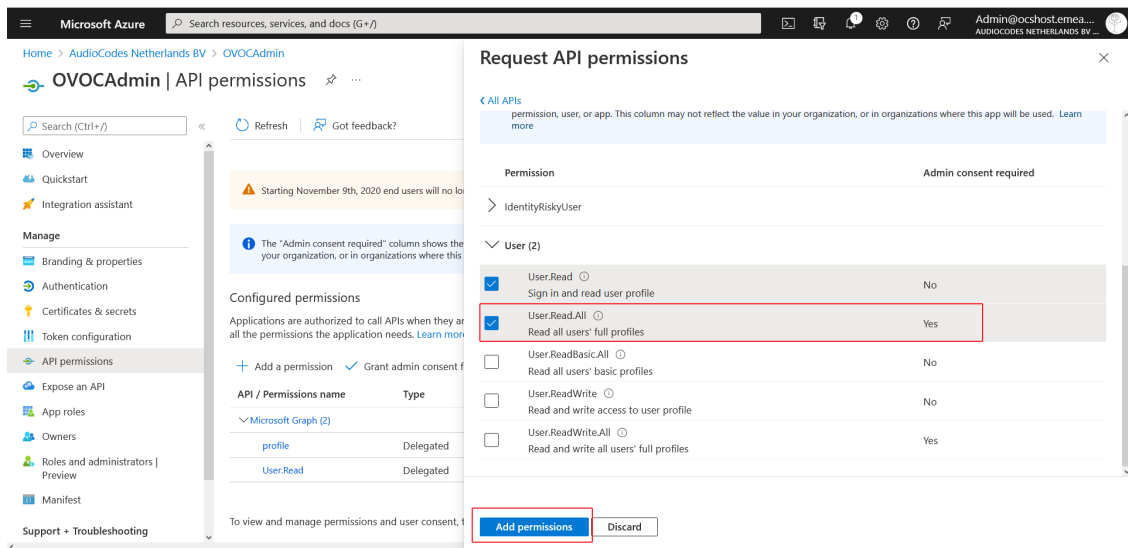 Microsoft Azure
Search resources, services, and docs (G+/)
1
Admin@ocshost.emea....
AUDIOCODES NETHERLANDS BV ...
Home > AudioCodes Netherlands BV > OVOCAdmin
OVOCAdmin | API permissions
Search (Ctrl+/)
Overview
Quickstart
Integration assistant
Manage
Branding & properties
Authentication
Certificates & secrets
Token configuration
API permissions
Expose an API
App roles
Owners
Roles and administrators |
Preview
Manifest
Support + Troubleshooting
Refresh
Got feedback?
Starting November 9th, 2020 end users will no lo
The "Admin consent required" column shows the
your organization, or in organizations where this
Configured permissions
Applications are authorized to call APIs when they ar
all the permissions the application needs. Learn mor
Add a permission
Grant admin consent f
API / Permissions name
Type
Microsoft Graph (2)
profile
Delegated
User.Read
Delegated
To view and manage permissions and user consent, t
Request API permissions
All APIs
permission, user, or app. This column may not reflect the value in your organization, or in organizations where this app will be used. Learn
more
Permission
Admin consent required
IdentityRiskyUser
User (2)
User.Read
Sign in and read user profile
No
User.Read.All
Read all users' full profiles
Yes
User.ReadBasic.All
Read all users' basic profiles
No
User.ReadWrite
Read and write access to user profile
No
User.ReadWrite.All
Read and write all users' full profiles
Yes
Add permissions
Discard